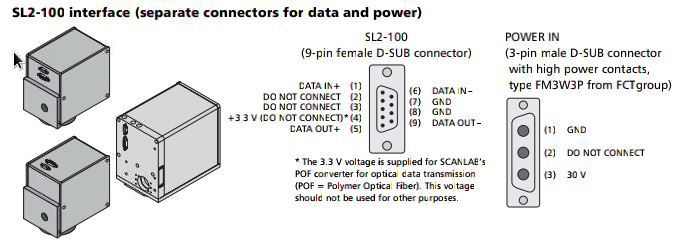 SL2-100 interface (separate connectors for data and power)
SL2-100
(9-pin female D-SUB connector)
DATA IN+ (1)
DO NOT CONNECT (2)
DO NOT CONNECT (3)
+3 3 V (DO NOT CONNECT)* (4)
DATA OUT+ (5)
(6) DATA IN–
(7) GND
(8) GND
(9) DATA OUT–
* The 3.3 V voltage is supplied for SCANLAB's
POF converter for optical data transmission
(POF = Polymer Optical Fiber). This voltage
should not be used for other purposes.
POWER IN
(3-pin male D-SUB connector
with high power contacts,
type FM3W3P from FCTgroup)
(1) GND
(2) DO NOT CONNECT
(3) 30 V